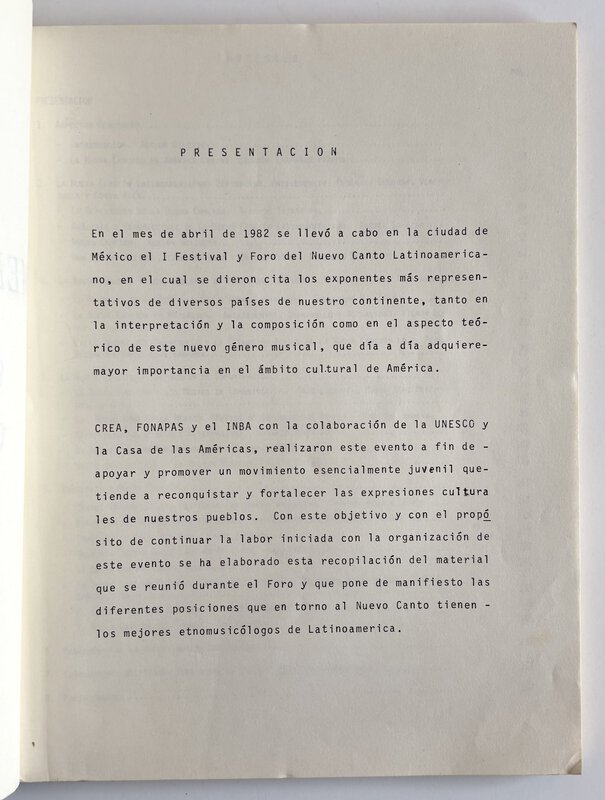 P R E S E N T A C I O N
En el mes de abril de 1982 se llevó a cabo en la ciudad de
México el I Festival y Foro del Nuevo Canto Latinoamerica-
no, en el cual se dieron cita los exponentes más represen-
tativos de diversos países de nuestro continente, tanto en
la interpretación y la composición como en el aspecto teó-
rico de este nuevo género musical, que día a día adquiere-
mayor importancia en el ámbito cultural de América.
CREA, FONAPAS y el INBA con la colaboración de la UNESCO y
la Casa de las Américas, realizaron este evento a fin de -
apoyar y promover un movimiento esencialmente juvenil que-
tiende a reconquistar y fortalecer las expresiones cultura
les de nuestros pueblos.  Con este objetivo y con el propó
sito de continuar la labor iniciada con la organización de
este evento se ha elaborado esta recopilación del material
que se reunió durante el Foro y que pone de manifiesto las
diferentes posiciones que en torno al Nuevo Canto tienen -
los mejores etnomusicólogos de Latinoamerica.